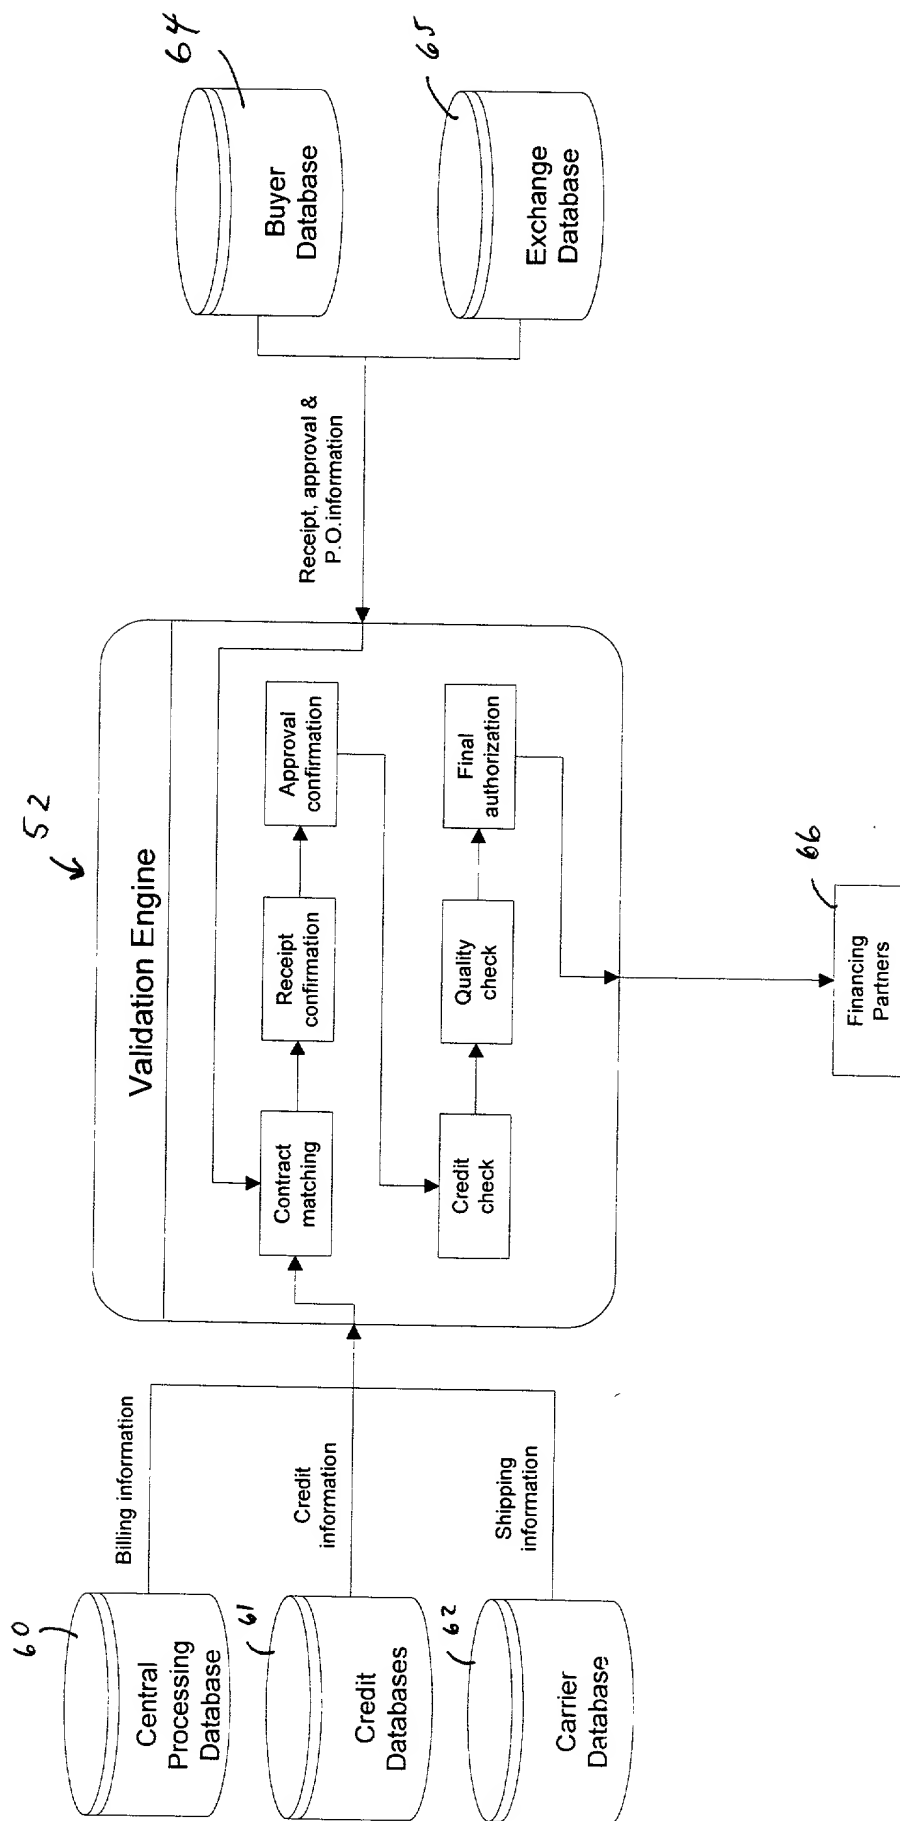 52
Validation Engine
60
Central
Processing
Database
Billing information
61
Credit
Databases
Credit
information
62
Carrier
Database
Shipping
information
Contract
matching
Receipt
confirmation
Approval
confirmation
Credit
check
Quality
check
Final
authorization
Receipt, approval &
P.O.information
64
Buyer
Database
65
Exchange
Database
66
Financing
Partners